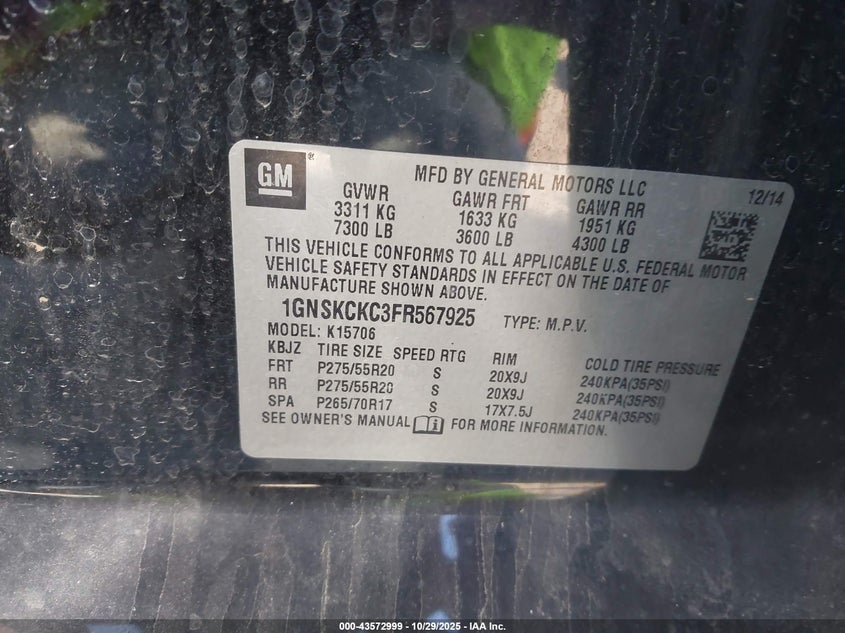 GM®
MFD BY GENERAL MOTORS LLC
12/14
GVWR GAWR FRT GAWR RR
3311 KG 1633 KG 1951 KG
7300 LB 3600 LB 4300 LB
THIS VEHICLE CONFORMS TO ALL APPLICABLE U.S. FEDERAL MOTOR
VEHICLE SAFETY STANDARDS IN EFFECT ON THE DATE OF
MANUFACTURE SHOWN ABOVE.
1GNSKCKC3FR567925 TYPE: M.P.V.
MODEL: K15706
KBJZ TIRE SIZE SPEED RTG RIM COLD TIRE PRESSURE
FRT P275/55R20 S 20X9J 240KPA(35PSI)
RR P275/55R20 S 20X9J 240KPA(35PSI)
SPA P265/70R17 S 17X7.5J 240KPA(35PSI)
SEE OWNER'S MANUAL FOR MORE INFORMATION.
000-43572999 - 10/29/2025 - IAA Inc.